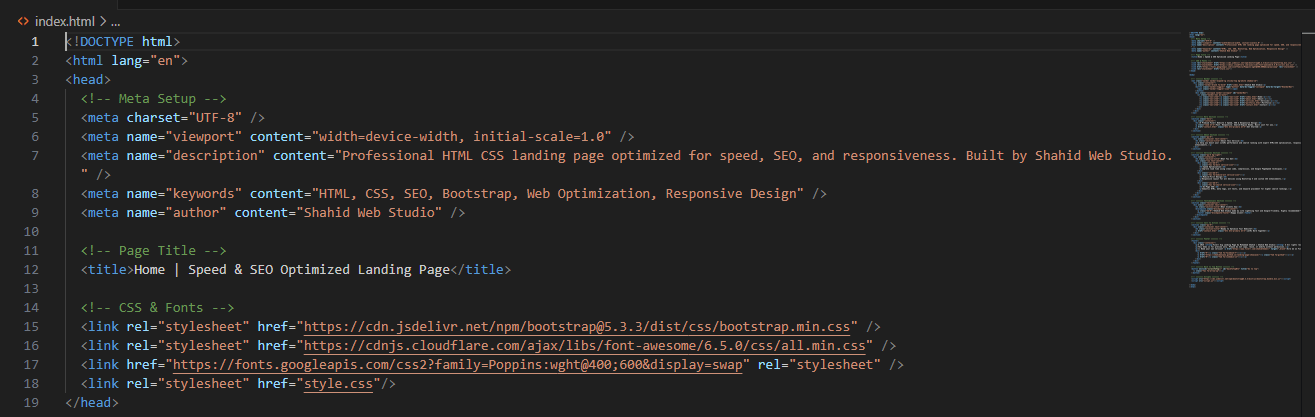 index.html > ...
1 <!DOCTYPE html>
2 <html lang="en">
3 <head>
4 <!-- Meta Setup -->
5 <meta charset="UTF-8" />
6 <meta name="viewport" content="width=device-width, initial-scale=1.0" />
7 <meta name="description" content="Professional HTML CSS landing page optimized for speed, SEO, and responsiveness. Built by Shahid Web Studio.
" />
8 <meta name="keywords" content="HTML, CSS, SEO, Bootstrap, Web Optimization, Responsive Design" />
9 <meta name="author" content="Shahid Web Studio" />
10
11 <!-- Page Title -->
12 <title>Home | Speed & SEO Optimized Landing Page</title>
13
14 <!-- CSS & Fonts -->
15 <link rel="stylesheet" href="https://cdn.jsdelivr.net/npm/bootstrap@5.3.3/dist/css/bootstrap.min.css" />
16 <link rel="stylesheet" href="https://cdnjs.cloudflare.com/ajax/libs/font-awesome/6.5.0/css/all.min.css" />
17 <link href="https://fonts.googleapis.com/css2?family=Poppins:wght@400;600&display=swap" rel="stylesheet" />
18 <link rel="stylesheet" href="style.css"/>
19 </head>